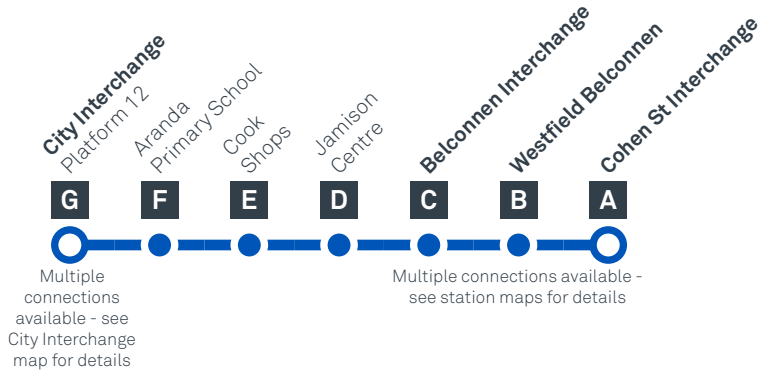 City Interchange
Platform 12
Aranda
Primary School
Cook
Shops
Jamison
Centre
Belconnen Interchange
Westfield Belconnen
Cohen St Interchange
G
F
E
D
C
B
A
Multiple
connections
available - see
City Interchange
map for details
Multiple connections available -
see station maps for details